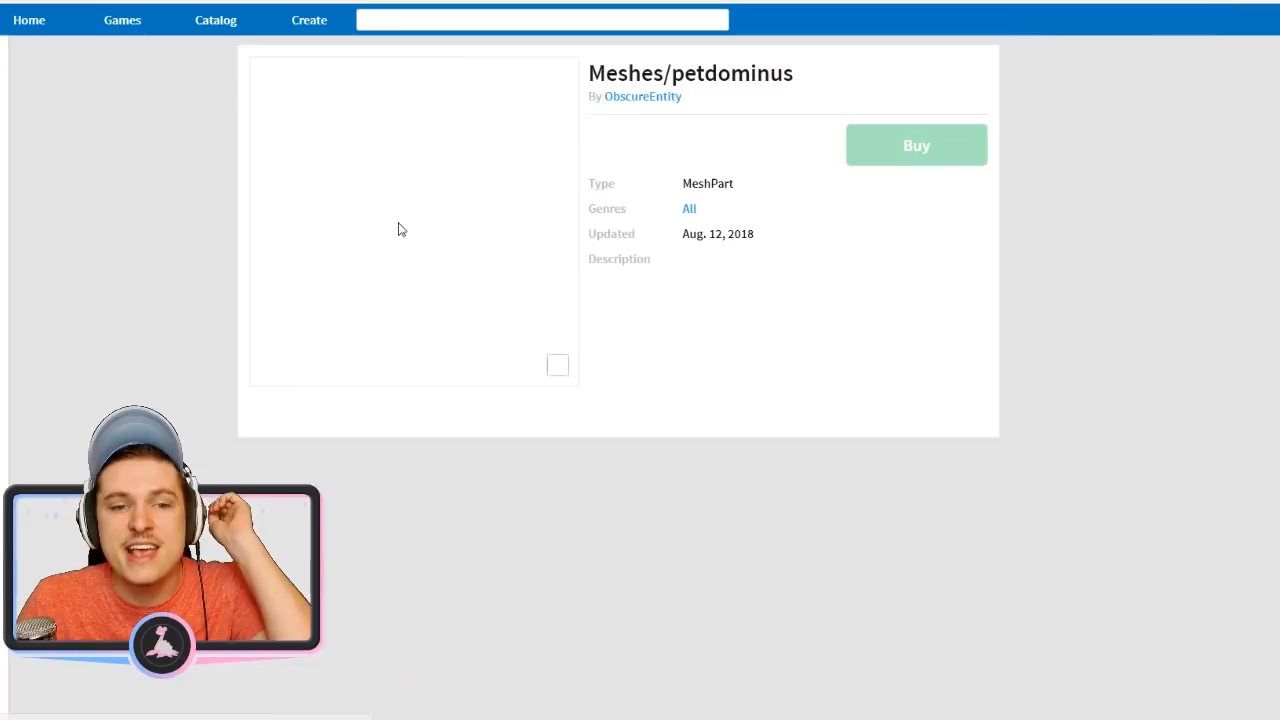 Home Games Catalog Create
Meshes/petdominus
By ObscureEntity
Buy
Type MeshPart
Genres All
Updated Aug. 12, 2018
Description